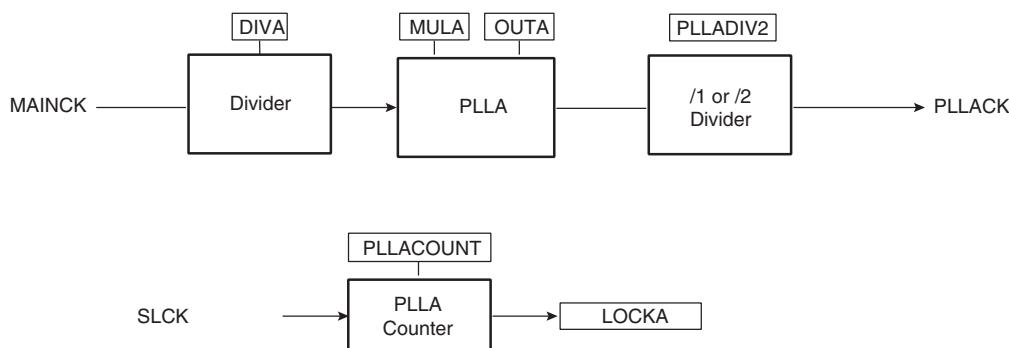 DIVA
MULA
OUTA
PLLADIV2
MAINCK
Divider
PLLA
/1 or /2
Divider
PLLACK
PLLACOUNT
SLCK
PLLA
Counter
LOCKA